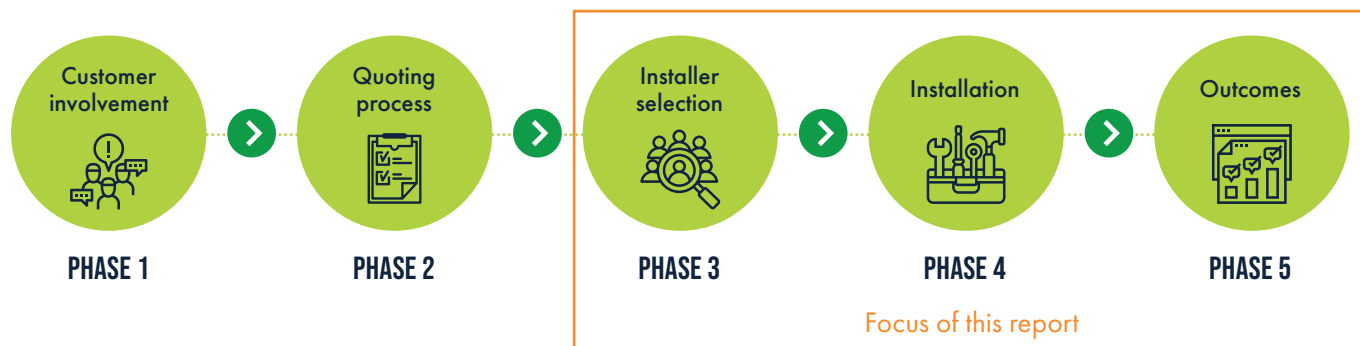 Customer
involvement
Quoting
process
Installer
selection
Installation
Outcomes
PHASE 1
PHASE 2
PHASE 3
PHASE 4
PHASE 5
Focus of this report